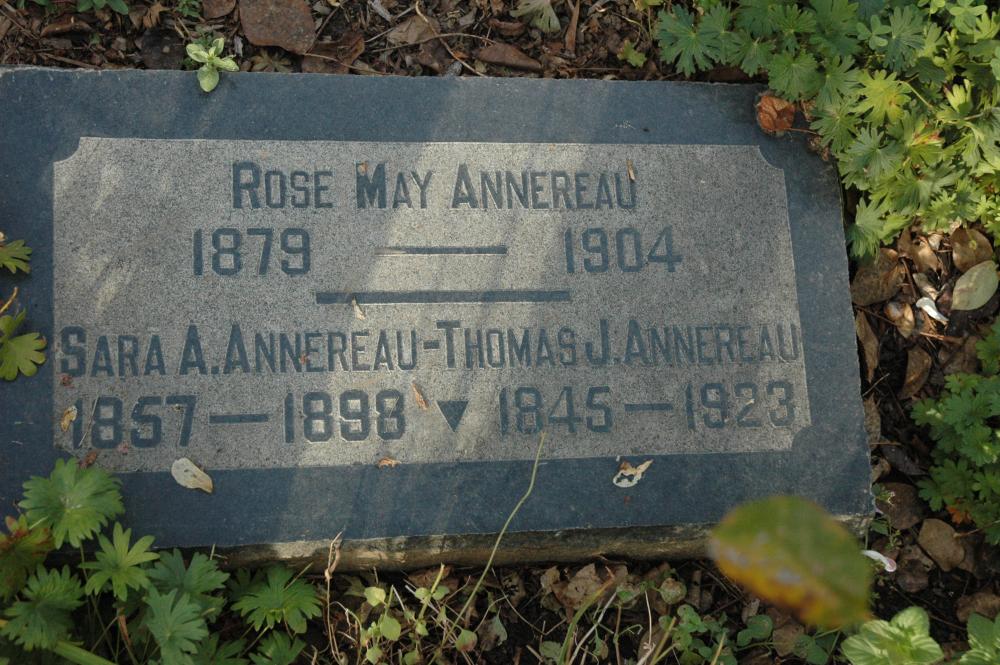 ROSE MAY ANNEREAU
1879 — 1904
SARA A. ANNEREAU - THOMAS J. ANNEREAU
1857 — 1898 ▼ 1845 — 1923